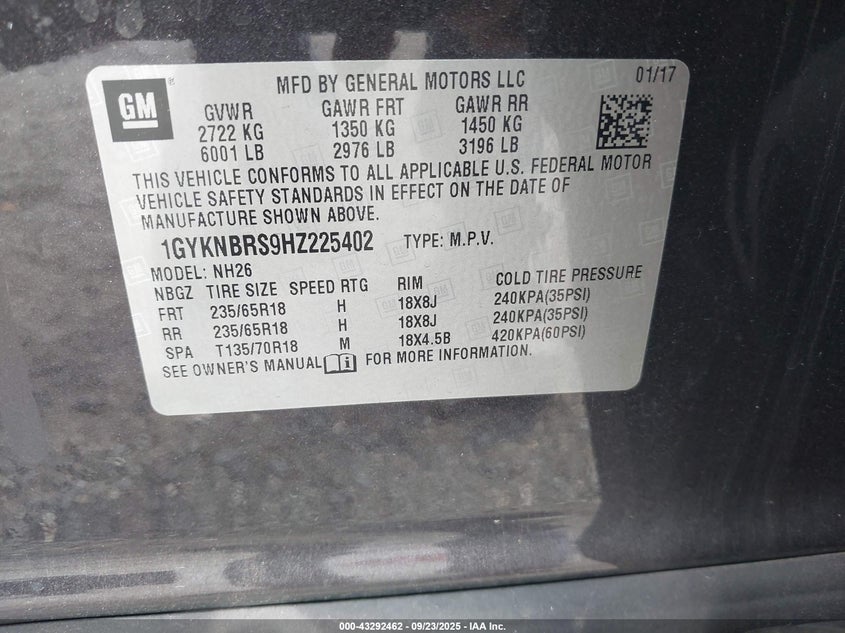 GM
MFD BY GENERAL MOTORS LLC 01/17
GVWR GAWR FRT GAWR RR
2722 KG 1350 KG 1450 KG
6001 LB 2976 LB 3196 LB
THIS VEHICLE CONFORMS TO ALL APPLICABLE U.S. FEDERAL MOTOR
VEHICLE SAFETY STANDARDS IN EFFECT ON THE DATE OF
MANUFACTURE SHOWN ABOVE.
1GYKNBRS9HZ225402 TYPE: M.P.V.
MODEL: NH26
NBGZ TIRE SIZE SPEED RTG RIM COLD TIRE PRESSURE
FRT 235/65R18 H 18X8J 240KPA(35PSI)
RR 235/65R18 H 18X8J 240KPA(35PSI)
SPA T135/70R18 M 18X4.5B 420KPA(60PSI)
SEE OWNER'S MANUAL FOR MORE INFORMATION.
000-43292462 - 09/23/2025 - IAA Inc.